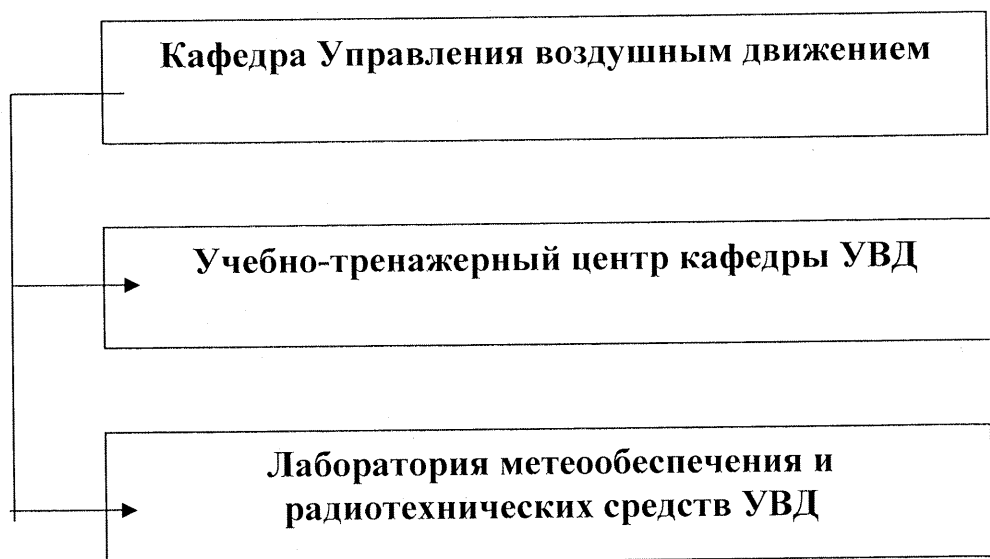 Кафедра Управления воздушным движением
Учебно-тренажерный центр кафедры УВД
Лаборатория метеообеспечения и
радиотехнических средств УВД